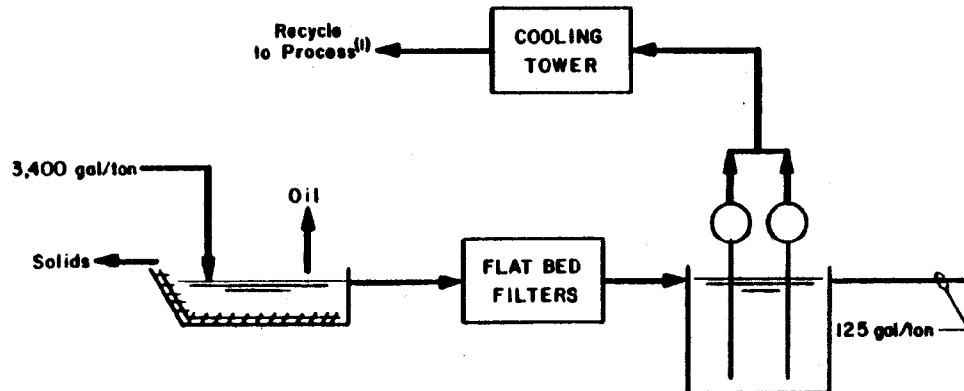 Recycle
to Process(1)
COOLING
TOWER
3,400 gal/ton
Oil
Solids
FLAT BED
FILTERS
125 gal/ton